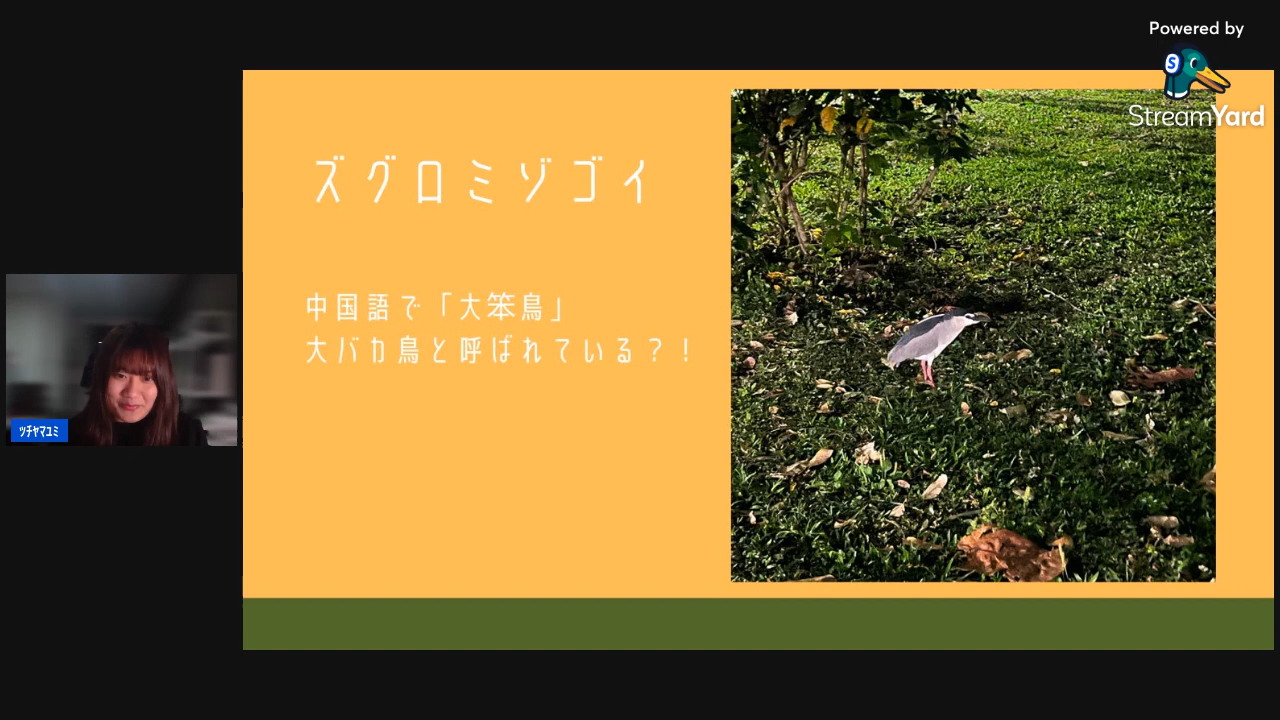 Powered by
S
StreamYard
ズグロミゾゴイ
中国語で「大笨鳥」
大バカ鳥と呼ばれている？！
ツチヤマユミ